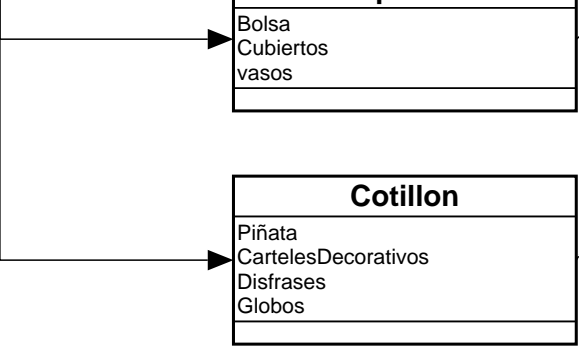 Bolsa
Cubiertos
vasos
Cotillon
Piñata
CartelesDecorativos
Disfrases
Globos